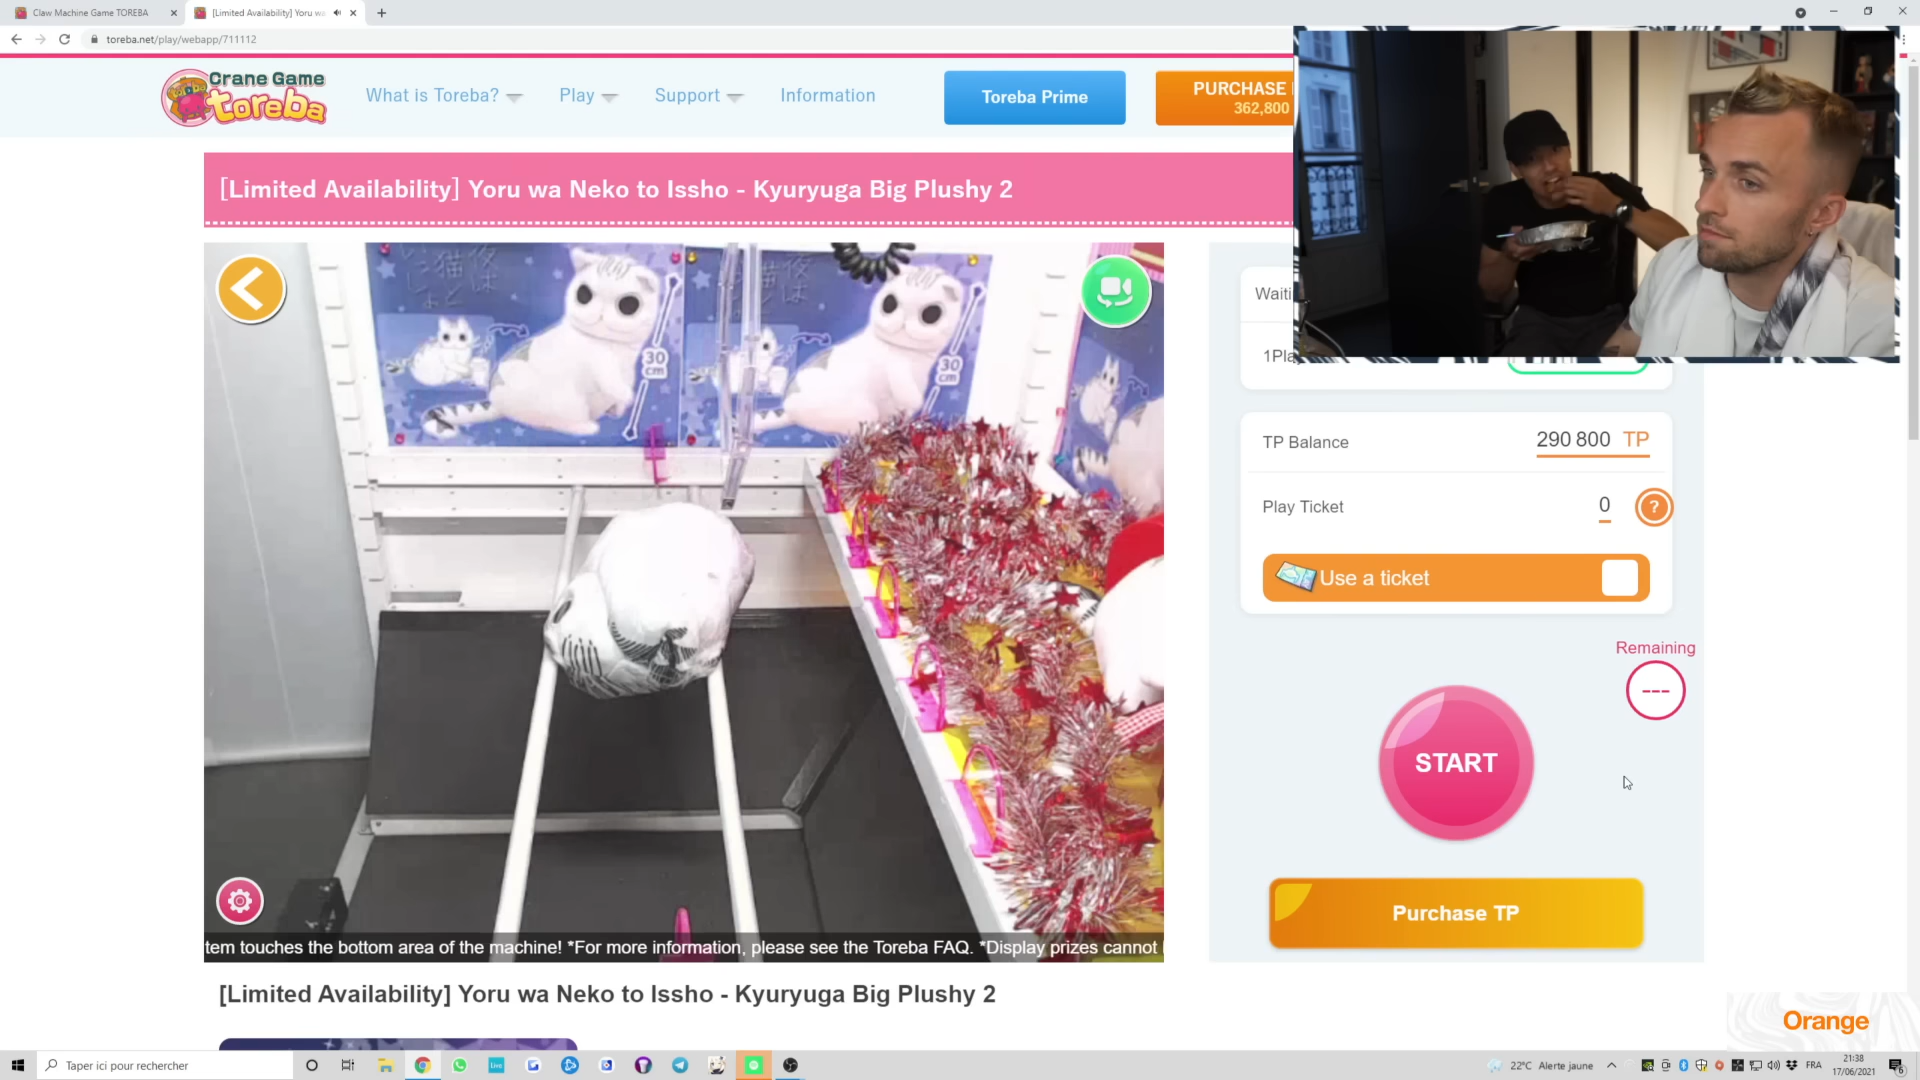 Claw Machine Game TOREBA
[Limited Availability] Yoru wa
toreba.net/play/webapp/711112
Crane Game
toreba
What is Toreba?
Play
Support
Information
Toreba Prime
PURCHASE
362,800
[Limited Availability] Yoru wa Neko to Issho - Kyuryuga Big Plushy 2
30
cm
30
cm
Waiti
1Pla
TP Balance
290 800 TP
Play Ticket
0
?
Use a ticket
Remaining
---
START
Purchase TP
tem touches the bottom area of the machine! *For more information, please see the Toreba FAQ. *Display prizes cannot
[Limited Availability] Yoru wa Neko to Issho - Kyuryuga Big Plushy 2
Orange
Taper ici pour rechercher
Live
22°C Alerte jaune
FRA
21:38
17/06/2021
6